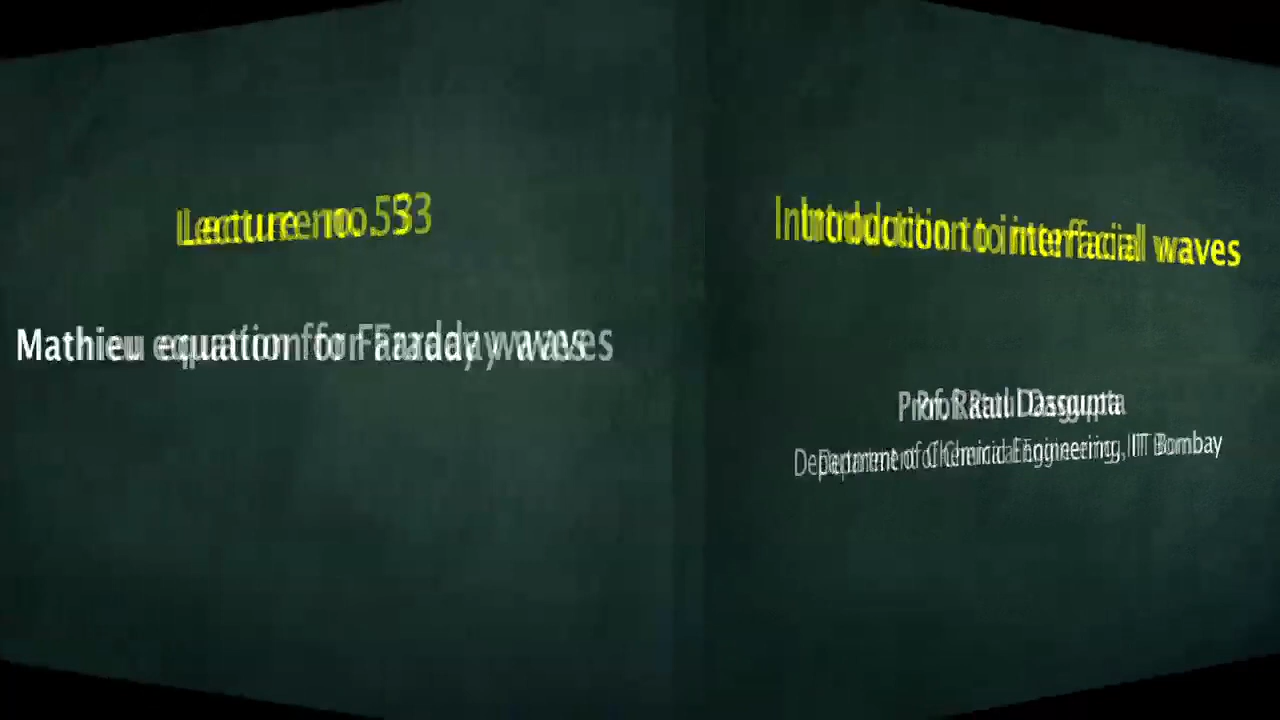 Lecture no. 53
Mathieu equation for Faraday waves
Introduction to interfacial waves
Prof. Ratul Dasgupta
Department of Chemical Engineering, IIT Bombay